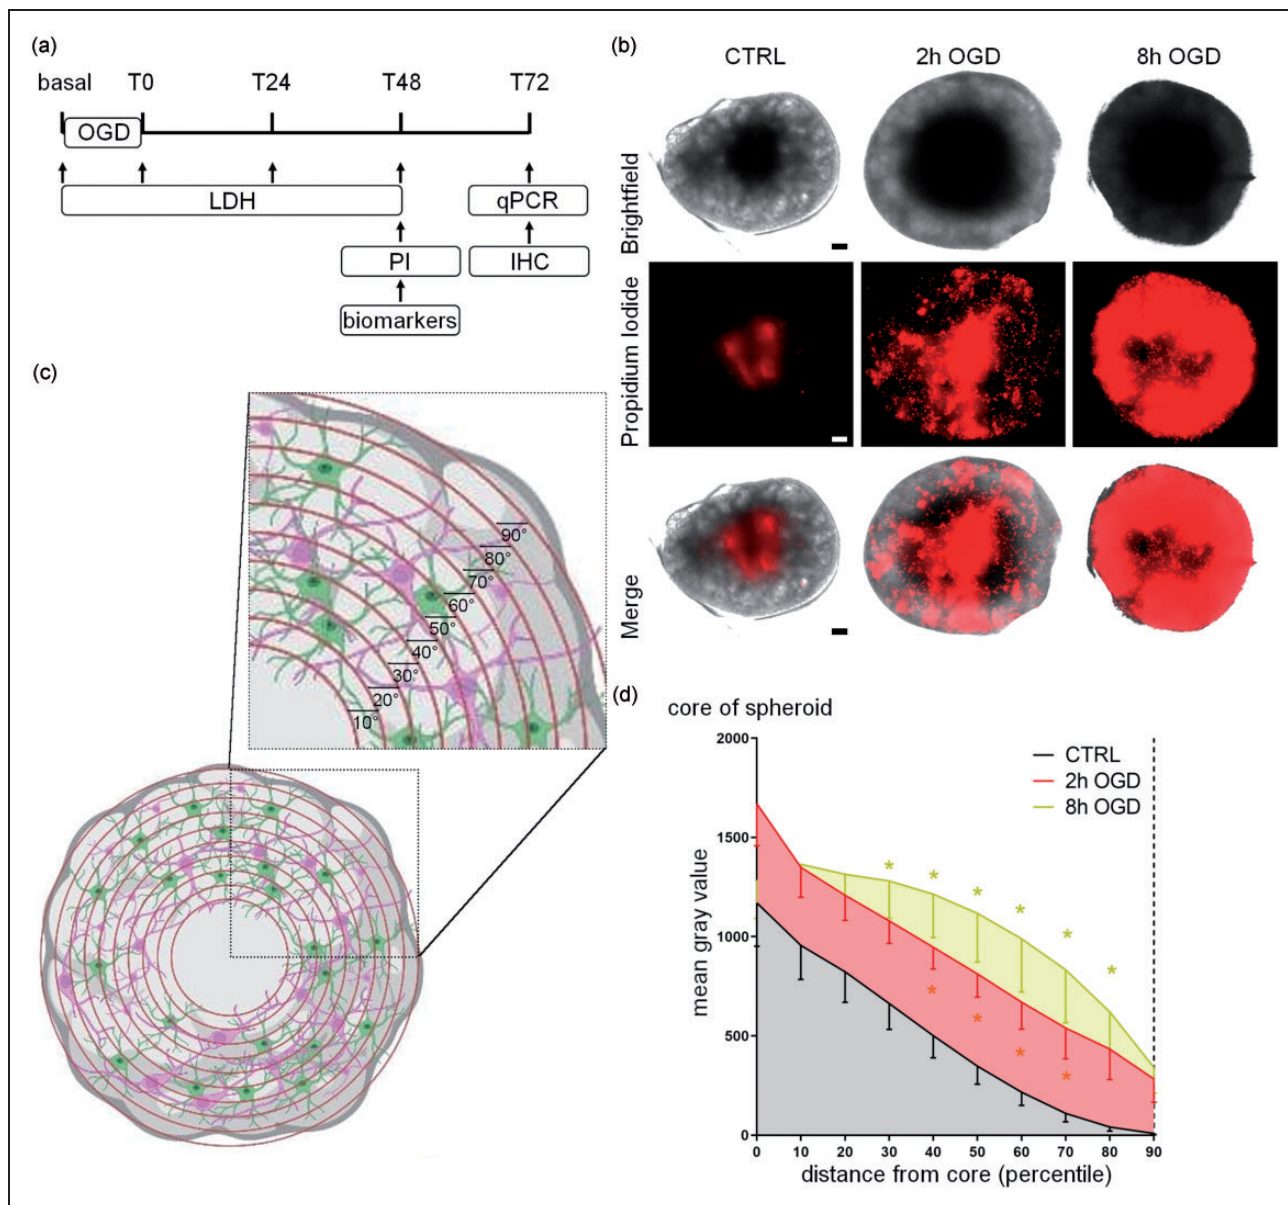 (a)
basal T0 T24 T48 T72
OGD
LDH qPCR
PI IHC
biomarkers
(b)
CTRL 2h OGD 8h OGD
Brightfield
Propidium Iodide
Merge
(c)
90°
80°
70°
60°
50°
40°
30°
20°
10°
(d)
core of spheroid
2000
1500
1000
500
0
mean gray value
CTRL
2h OGD
8h OGD
* * * * * *
* * * *
0 10 20 30 40 50 60 70 80 90
distance from core (percentile)